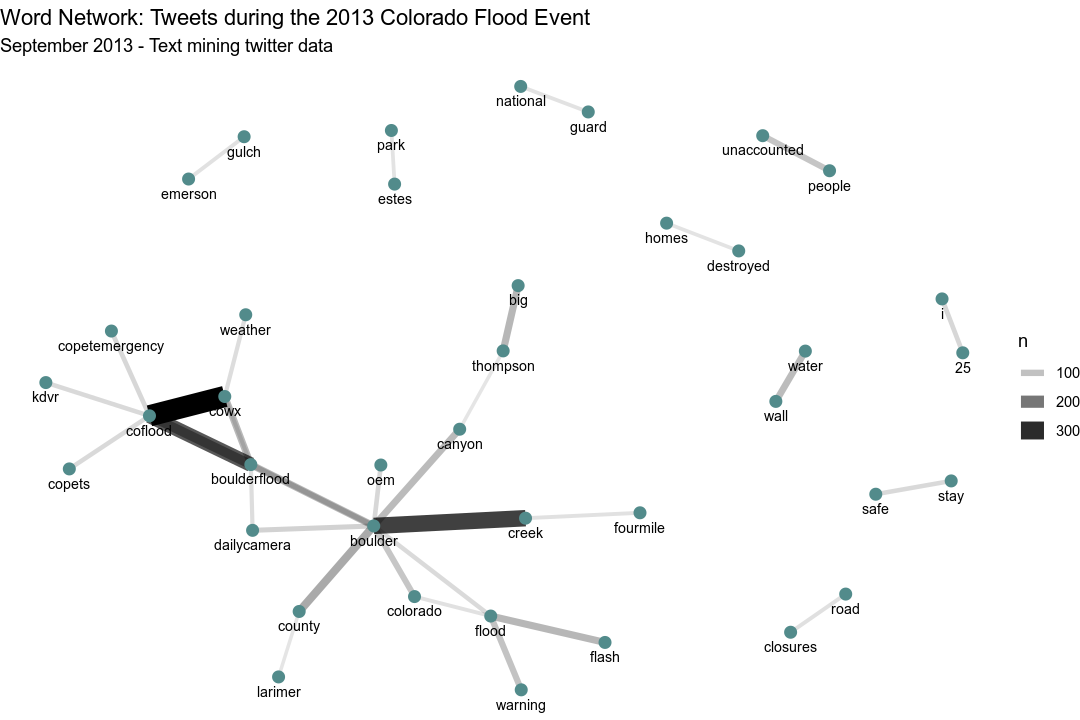 Word Network: Tweets during the 2013 Colorado Flood Event
September 2013 - Text mining twitter data
national
guard
gulch
park
unaccounted
people
emerson
estes
homes
destroyed
big
i
weather
copetemergency
thompson
water
25
kdvr
cowx
wall
coflood
canyon
copets
boulderflood
oem
stay
safe
dailycamera
boulder
creek
fourmile
county
colorado
flood
road
closures
flash
larimer
warning
n
100
200
300